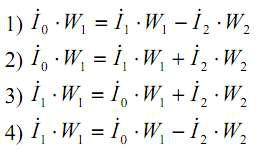 1) İ₀ · W₁ = İ₁ · W₁ − İ₂ · W₂
2) İ₀ · W₁ = İ₁ · W₁ + İ₂ · W₂
3) İ₁ · W₁ = İ₀ · W₁ + İ₂ · W₂
4) İ₁ · W₁ = İ₀ · W₁ − İ₂ · W₂